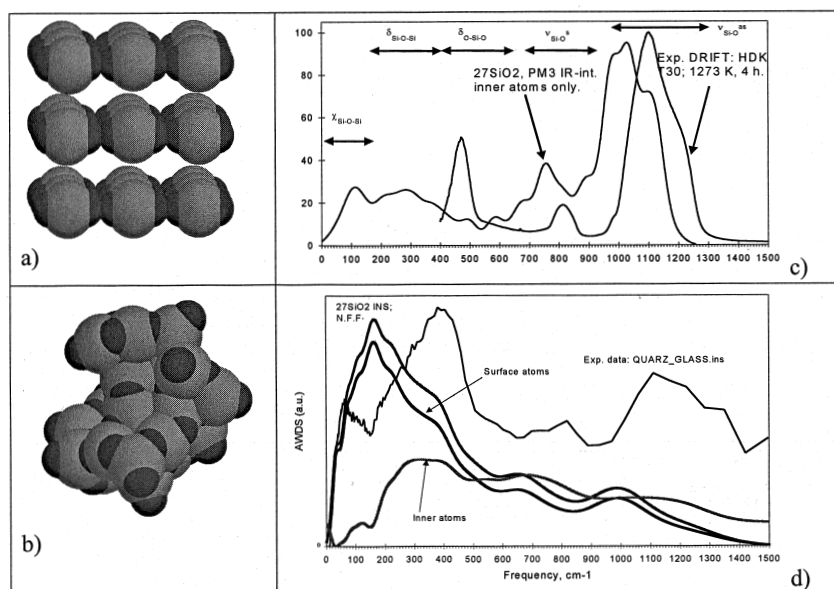 a)
100
80
60
40
20
0
δSi-O-Si
δO-Si-O
νSi-O s
νSi-O as
27SiO2, PM3 IR-int.
inner atoms only.
Exp. DRIFT: HDK
T30; 1273 K, 4 h.
χSi-O-Si
0 100 200 300 400 500 600 700 800 900 1000 1100 1200 1300 1400 1500
c)
b)
27SiO2 INS;
N.F.F.
Exp. data: QUARZ_GLASS.ins
Surface atoms
AWDS (a.u.)
Inner atoms
0
0 100 200 300 400 500 600 700 800 900 1000 1100 1200 1300 1400 1500
Frequency, cm-1
d)